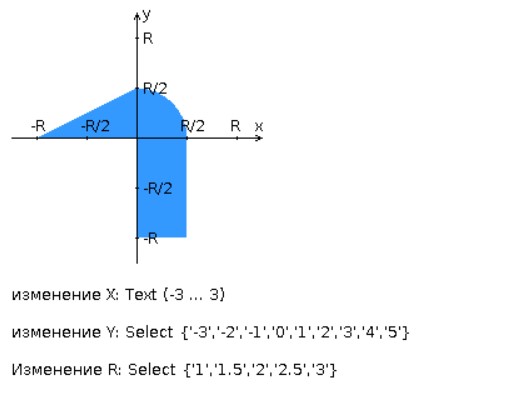 y
R
R/2
-R -R/2 R/2 R x
-R/2
-R
изменение X: Text (-3 ... 3)
изменение Y: Select {'-3','-2','-1','0','1','2','3','4','5'}
Изменение R: Select {'1','1.5','2','2.5','3'}